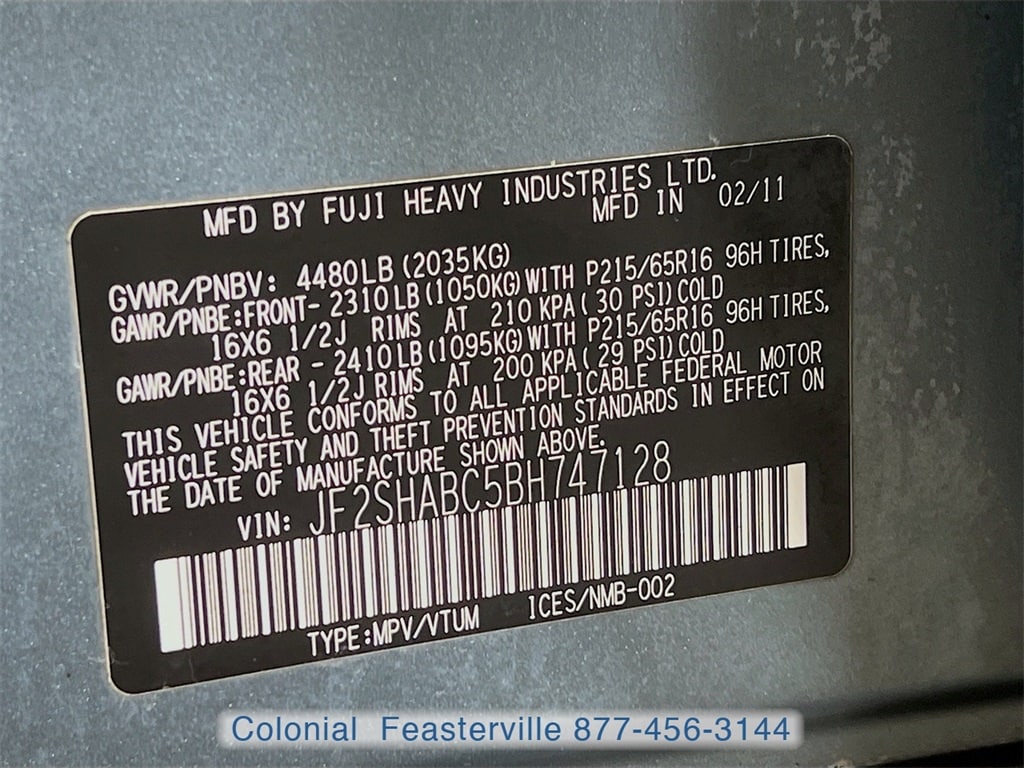 MFD BY FUJI HEAVY INDUSTRIES LTD.
MFD IN 02/11
GVWR/PNBV: 4480LB (2035KG)
GAWR/PNBE:FRONT- 2310LB (1050KG) WITH P215/65R16 96H TIRES,
16X6 1/2J RIMS AT 210 KPA ( 30 PSI) COLD
GAWR/PNBE:REAR - 2410LB (1095KG) WITH P215/65R16 96H TIRES,
16X6 1/2J RIMS AT 200 KPA ( 29 PSI) COLD
THIS VEHICLE CONFORMS TO ALL APPLICABLE FEDERAL MOTOR
VEHICLE SAFETY AND THEFT PREVENTION STANDARDS IN EFFECT ON
THE DATE OF MANUFACTURE SHOWN ABOVE.
VIN: JF2SHABC5BH747128
TYPE:MPV/VTUM ICES/NMB-002
Colonial Feasterville 877-456-3144